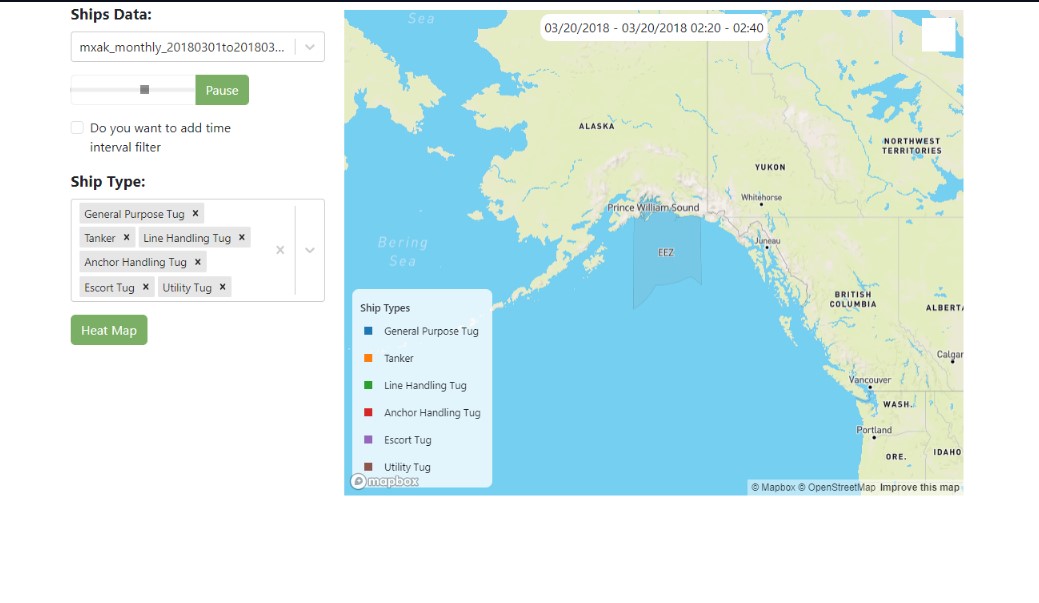 Ships Data:
mxak_monthly_20180301to201803...
Pause
Do you want to add time
interval filter
Ship Type:
General Purpose Tug ×
Tanker × Line Handling Tug ×
Anchor Handling Tug ×
Escort Tug × Utility Tug ×
Heat Map
Sea
03/20/2018 - 03/20/2018 02:20 - 02:40
ALASKA
NORTHWEST
TERRITORIES
YUKON
Whitehorse
Prince William Sound
Juneau
Bering
Sea
EEZ
BRITISH
COLUMBIA
ALBERTA
Calgar
Vancouver
WASH.
Portland
ORE.
IDAHO
Ship Types
General Purpose Tug
Tanker
Line Handling Tug
Anchor Handling Tug
Escort Tug
Utility Tug
mapbox
© Mapbox © OpenStreetMap Improve this map